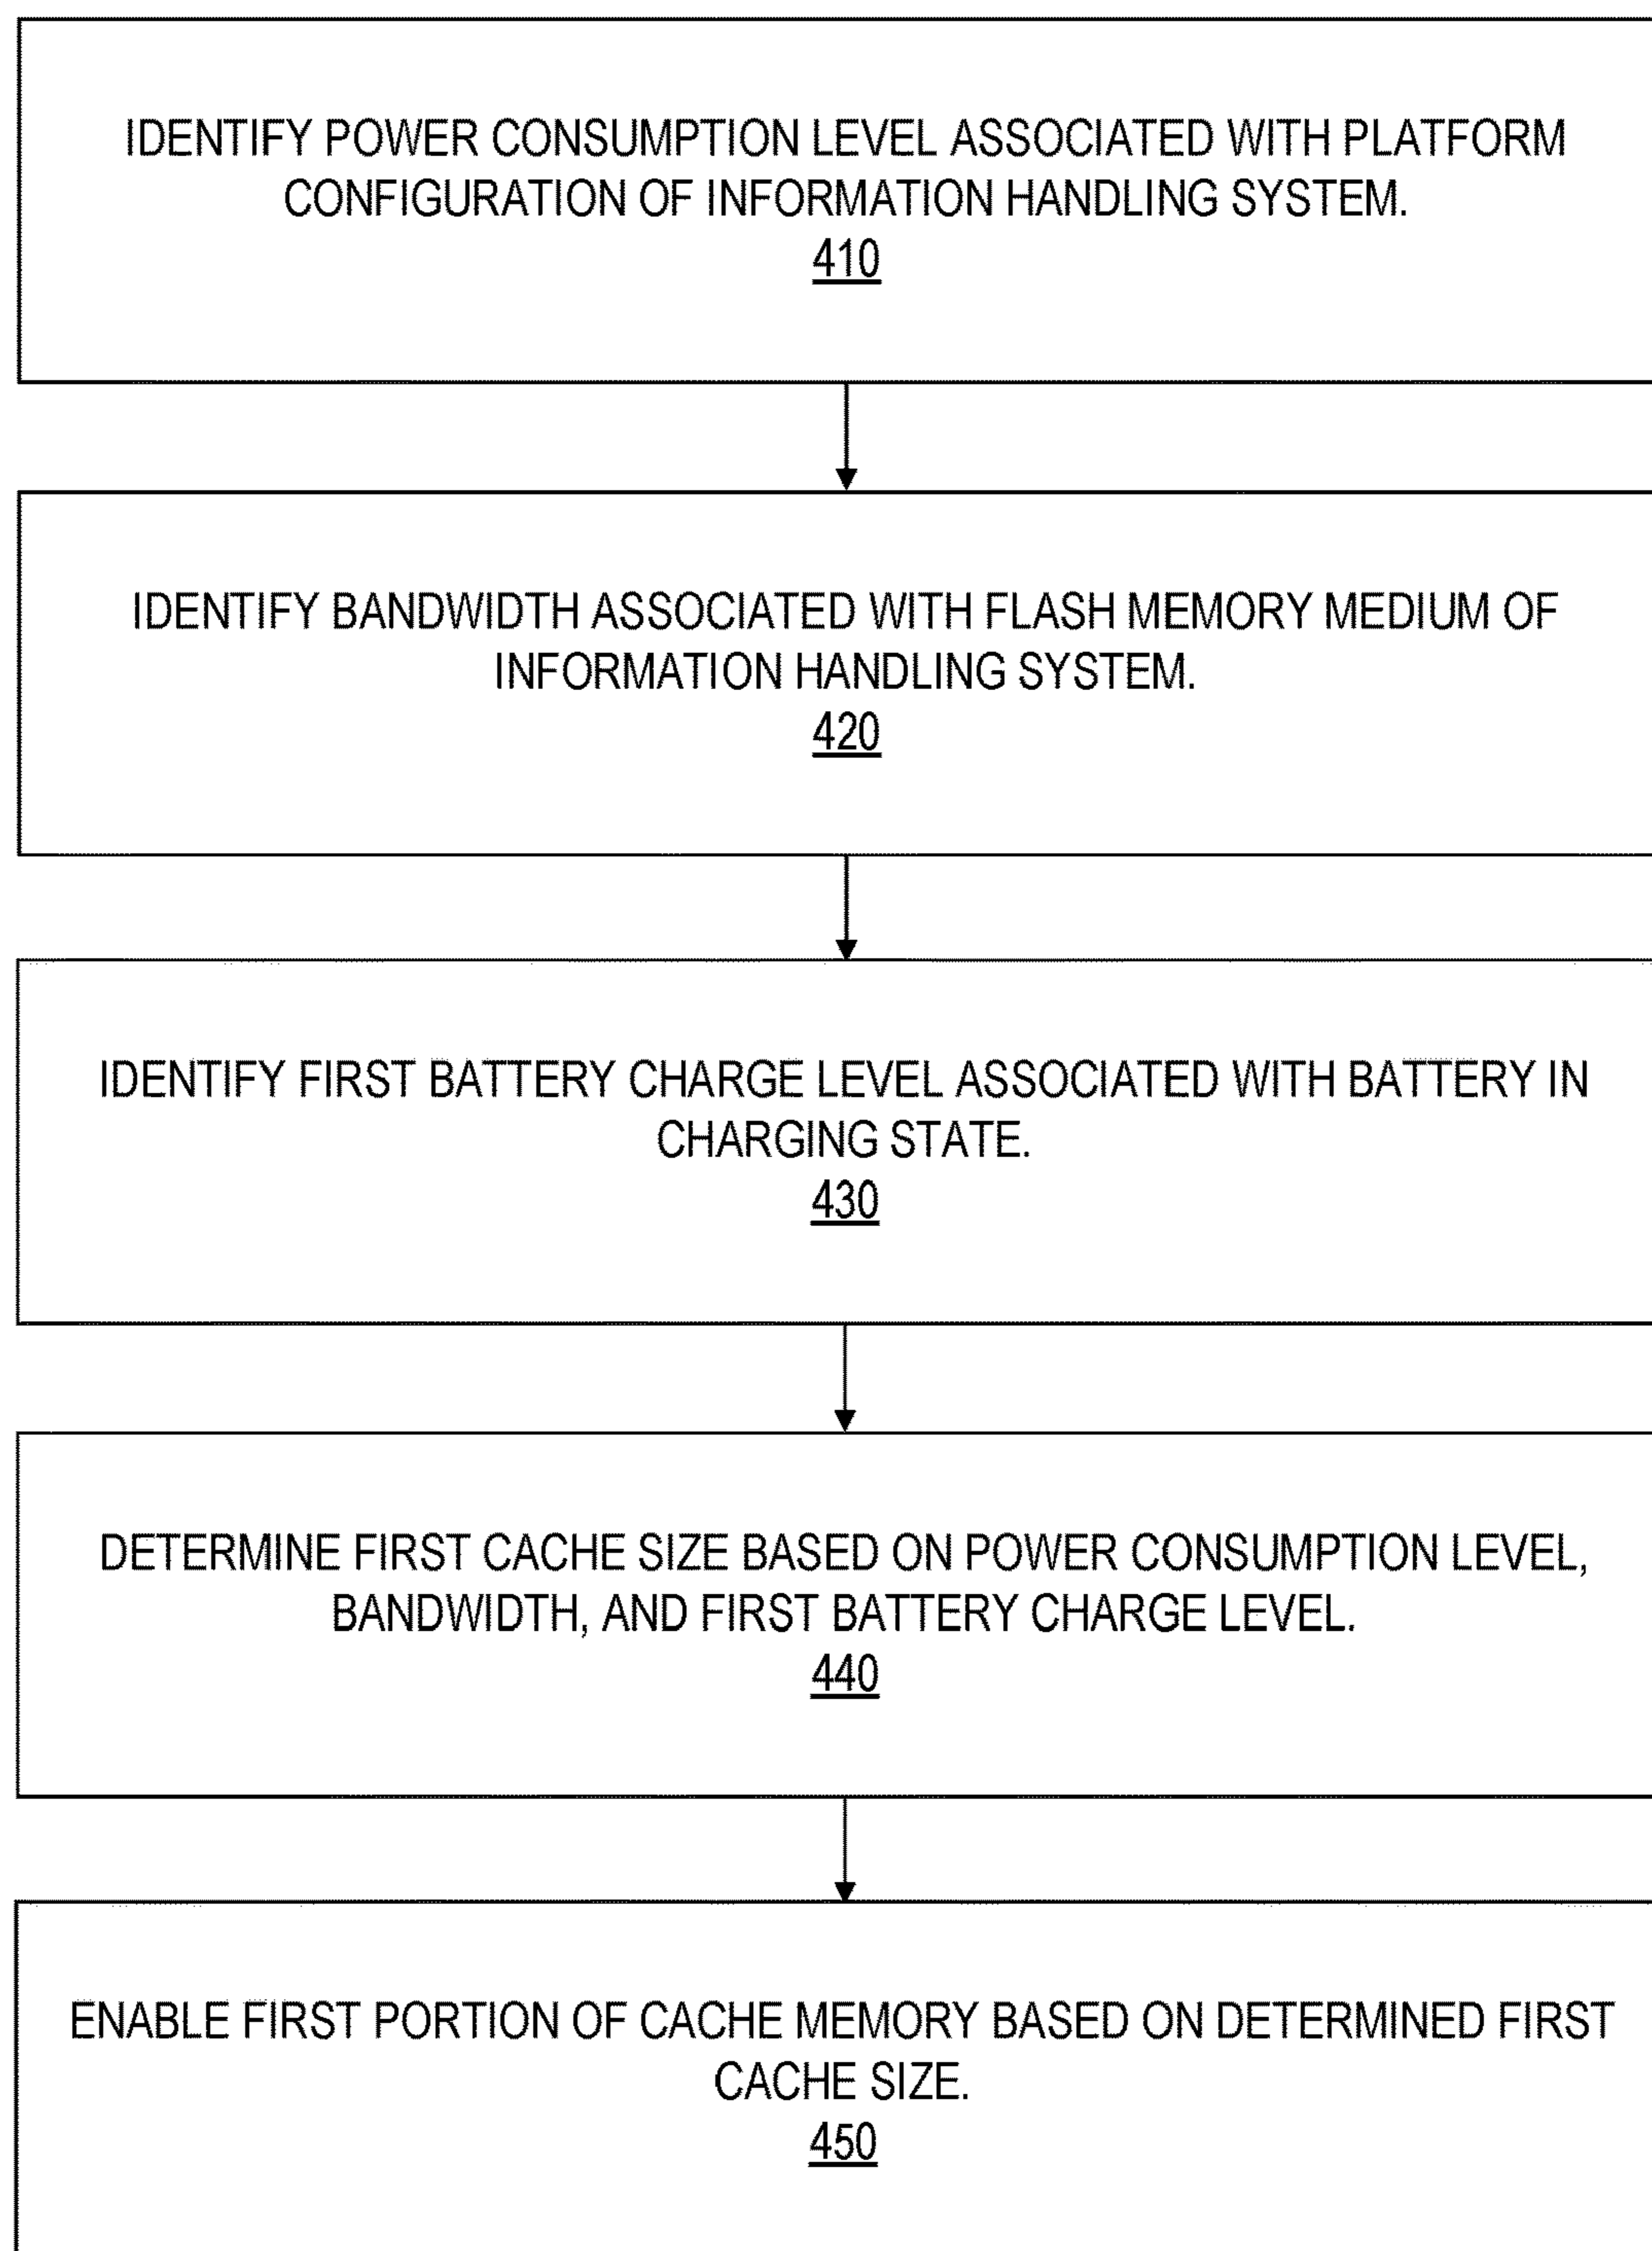 IDENTIFY POWER CONSUMPTION LEVEL ASSOCIATED WITH PLATFORM
CONFIGURATION OF INFORMATION HANDLING SYSTEM.
410
IDENTIFY BANDWIDTH ASSOCIATED WITH FLASH MEMORY MEDIUM OF
INFORMATION HANDLING SYSTEM.
420
IDENTIFY FIRST BATTERY CHARGE LEVEL ASSOCIATED WITH BATTERY IN
CHARGING STATE.
430
DETERMINE FIRST CACHE SIZE BASED ON POWER CONSUMPTION LEVEL,
BANDWIDTH, AND FIRST BATTERY CHARGE LEVEL.
440
ENABLE FIRST PORTION OF CACHE MEMORY BASED ON DETERMINED FIRST
CACHE SIZE.
450